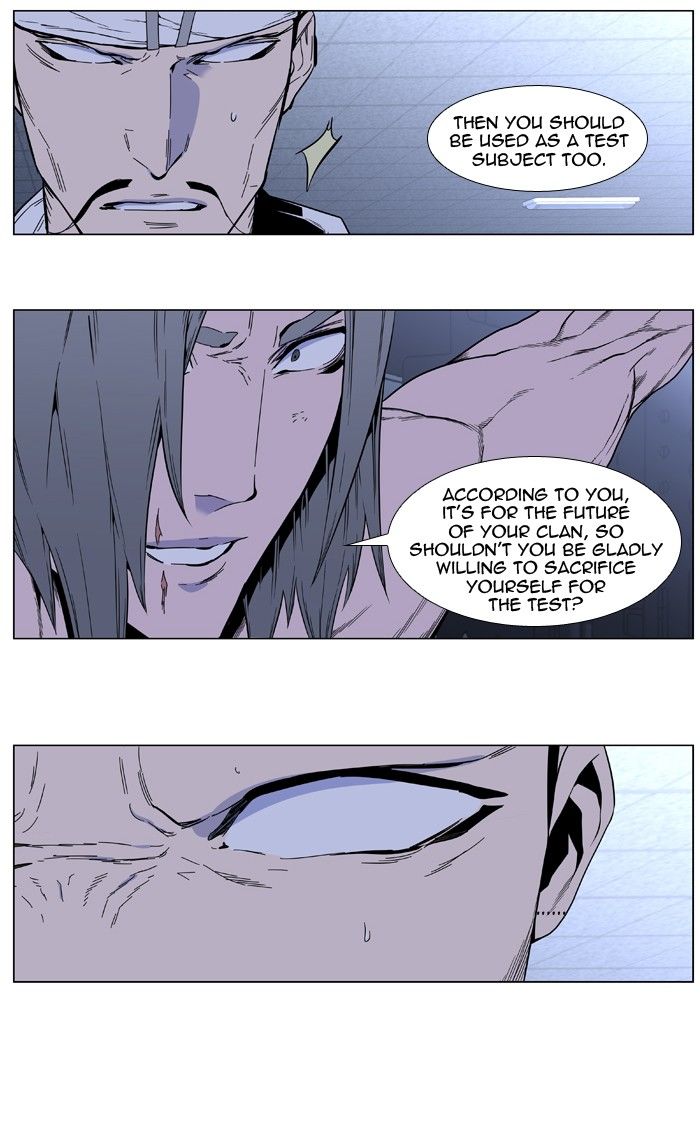 THEN YOU SHOULD
BE USED AS A TEST
SUBJECT TOO.
ACCORDING TO YOU,
IT'S FOR THE FUTURE
OF YOUR CLAN, SO
SHOULDN'T YOU BE GLADLY
WILLING TO SACRIFICE
YOURSELF FOR
THE TEST?